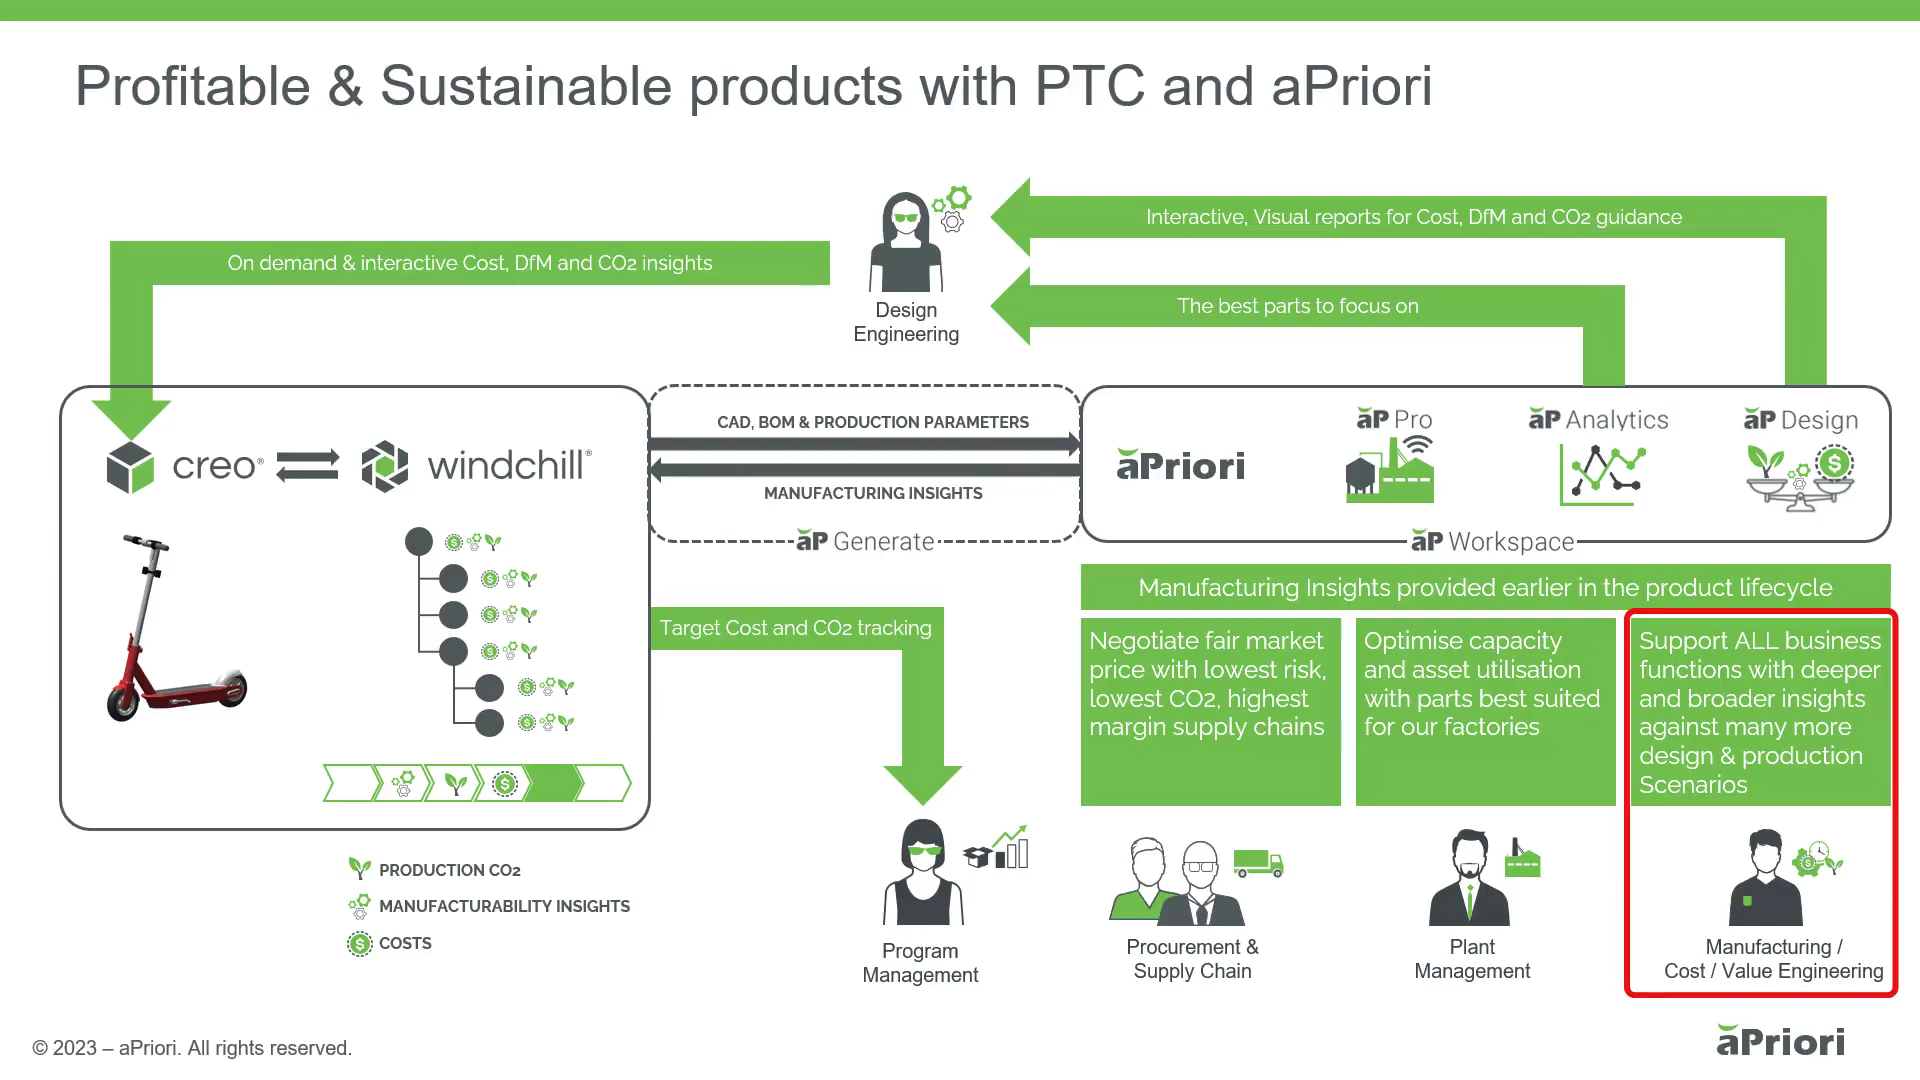 Profitable & Sustainable products with PTC and aPriori
Interactive, Visual reports for Cost, DfM and CO2 guidance
On demand & interactive Cost, DfM and CO2 insights
The best parts to focus on
Design
Engineering
creo®
windchill®
CAD, BOM & PRODUCTION PARAMETERS
MANUFACTURING INSIGHTS
aP Generate
aPriori
aP Pro
aP Analytics
aP Design
aP Workspace
Manufacturing Insights provided earlier in the product lifecycle
Target Cost and CO2 tracking
Negotiate fair market
price with lowest risk,
lowest CO2, highest
margin supply chains
Optimise capacity
and asset utilisation
with parts best suited
for our factories
Support ALL business
functions with deeper
and broader insights
against many more
design & production
Scenarios
PRODUCTION CO2
MANUFACTURABILITY INSIGHTS
COSTS
Program
Management
Procurement &
Supply Chain
Plant
Management
Manufacturing /
Cost / Value Engineering
© 2023 – aPriori. All rights reserved.
aPriori